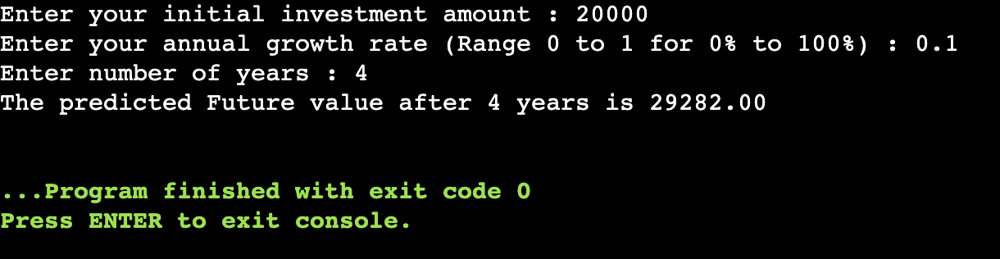 Enter your initial investment amount : 20000
Enter your annual growth rate (Range 0 to 1 for 0% to 100%) : 0.1
Enter number of years : 4
The predicted Future value after 4 years is 29282.00
...Program finished with exit code 0
Press ENTER to exit console.